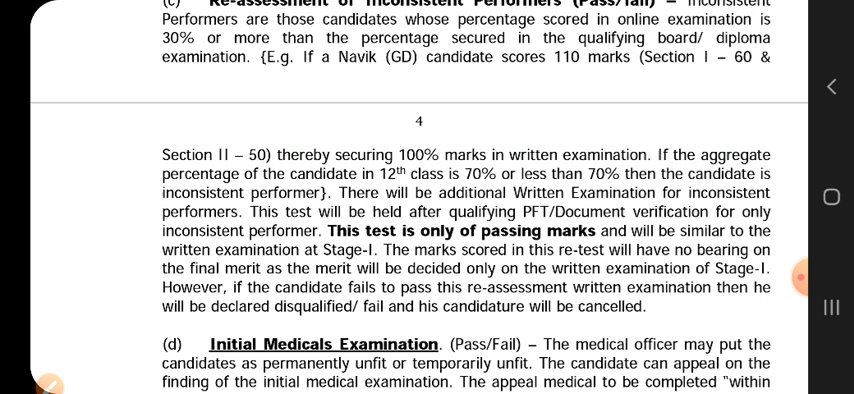 (c) Re-assessment of Inconsistent Performers (Pass/fail) – Inconsistent
Performers are those candidates whose percentage scored in online examination is
30% or more than the percentage secured in the qualifying board/ diploma
examination. {E.g. If a Navik (GD) candidate scores 110 marks (Section I – 60 &
4
Section II – 50) thereby securing 100% marks in written examination. If the aggregate
percentage of the candidate in 12th class is 70% or less than 70% then the candidate is
inconsistent performer}. There will be additional Written Examination for inconsistent
performers. This test will be held after qualifying PFT/Document verification for only
inconsistent performer. This test is only of passing marks and will be similar to the
written examination at Stage-I. The marks scored in this re-test will have no bearing on
the final merit as the merit will be decided only on the written examination of Stage-I.
However, if the candidate fails to pass this re-assessment written examination then he
will be declared disqualified/ fail and his candidature will be cancelled.
(d) Initial Medicals Examination. (Pass/Fail) – The medical officer may put the
candidates as permanently unfit or temporarily unfit. The candidate can appeal on the
finding of the initial medical examination. The appeal medical to be completed "within